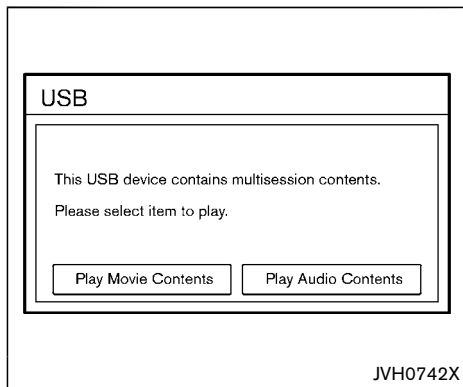 USB
This USB device contains multisession contents.
Please select item to play.
Play Movie Contents Play Audio Contents
JVH0742X